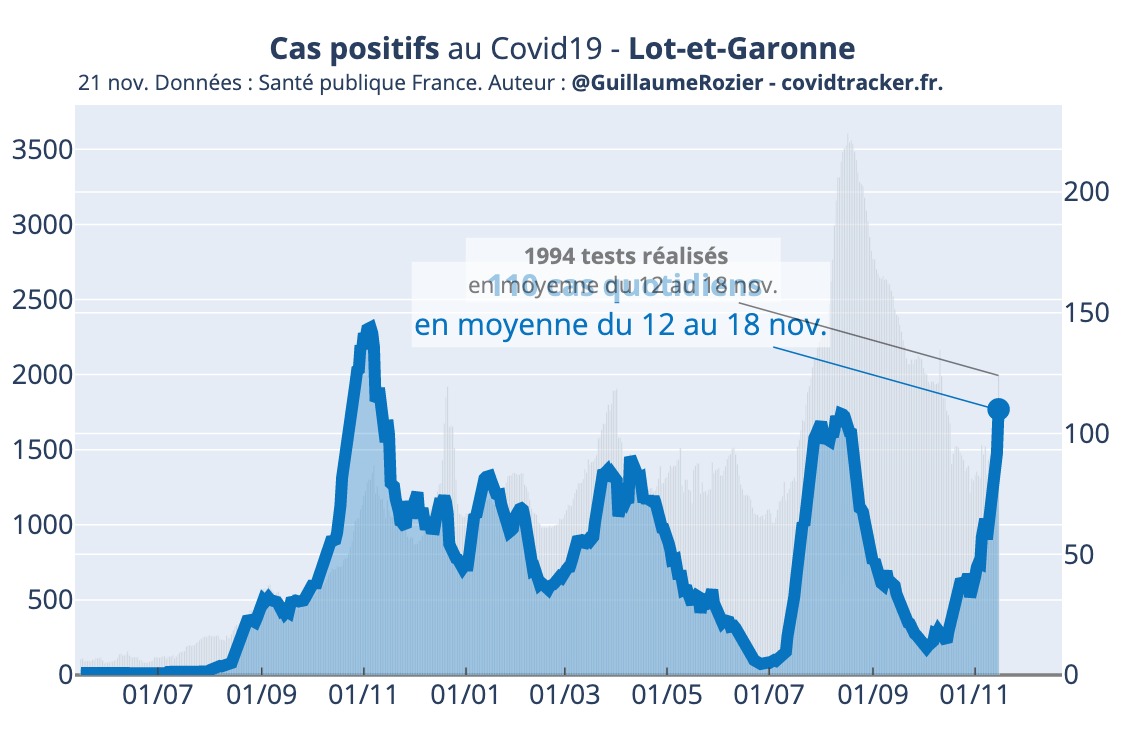 Cas positifs au Covid19 - Lot-et-Garonne
21 nov. Données : Santé publique France. Auteur : @GuillaumeRozier - covidtracker.fr.
3500
3000
2500
2000
1500
1000
500
0
200
150
100
50
0
1994 tests réalisés
en moyenne du 12 au 18 nov.
110 cas quotidiens
en moyenne du 12 au 18 nov.
01/07 01/09 01/11 01/01 01/03 01/05 01/07 01/09 01/11